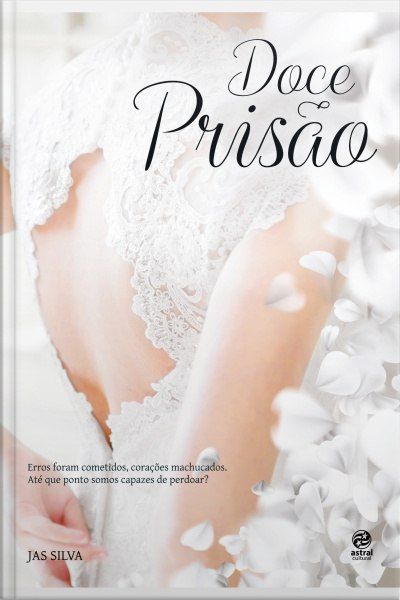 Doce
Prisão
Erros foram cometidos, corações machucados.
Até que ponto somos capazes de perdoar?
JAS SILVA
astral
cultural